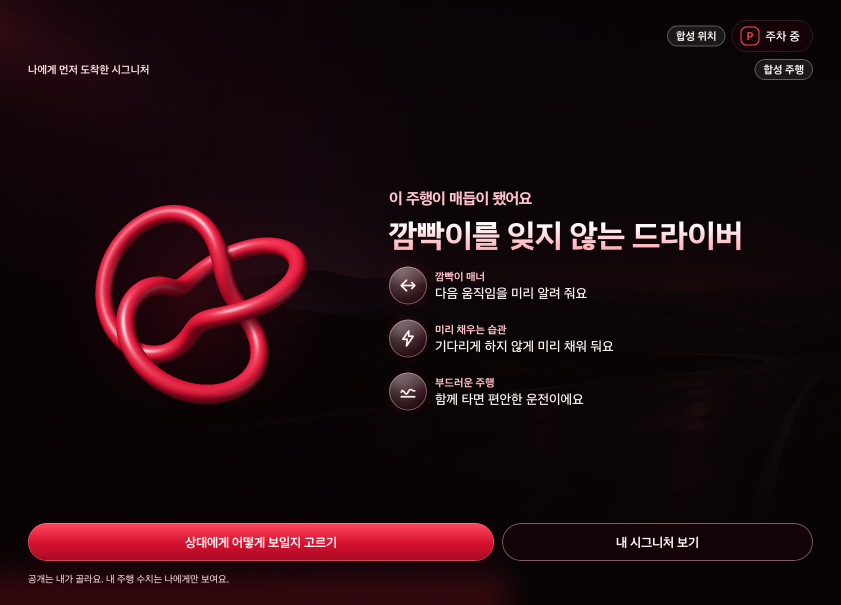 합성 위치
P 주차 중
나에게 먼저 도착한 시그니처
합성 주행
이 주행이 매듭이 됐어요
깜빡이를 잊지 않는 드라이버
깜빡이 매너
다음 움직임을 미리 알려 줘요
미리 채우는 습관
기다리게 하지 않게 미리 채워 둬요
부드러운 주행
함께 타면 편안한 운전이에요
상대에게 어떻게 보일지 고르기
내 시그니처 보기
공개는 내가 골라요. 내 주행 수치는 나에게만 보여요.